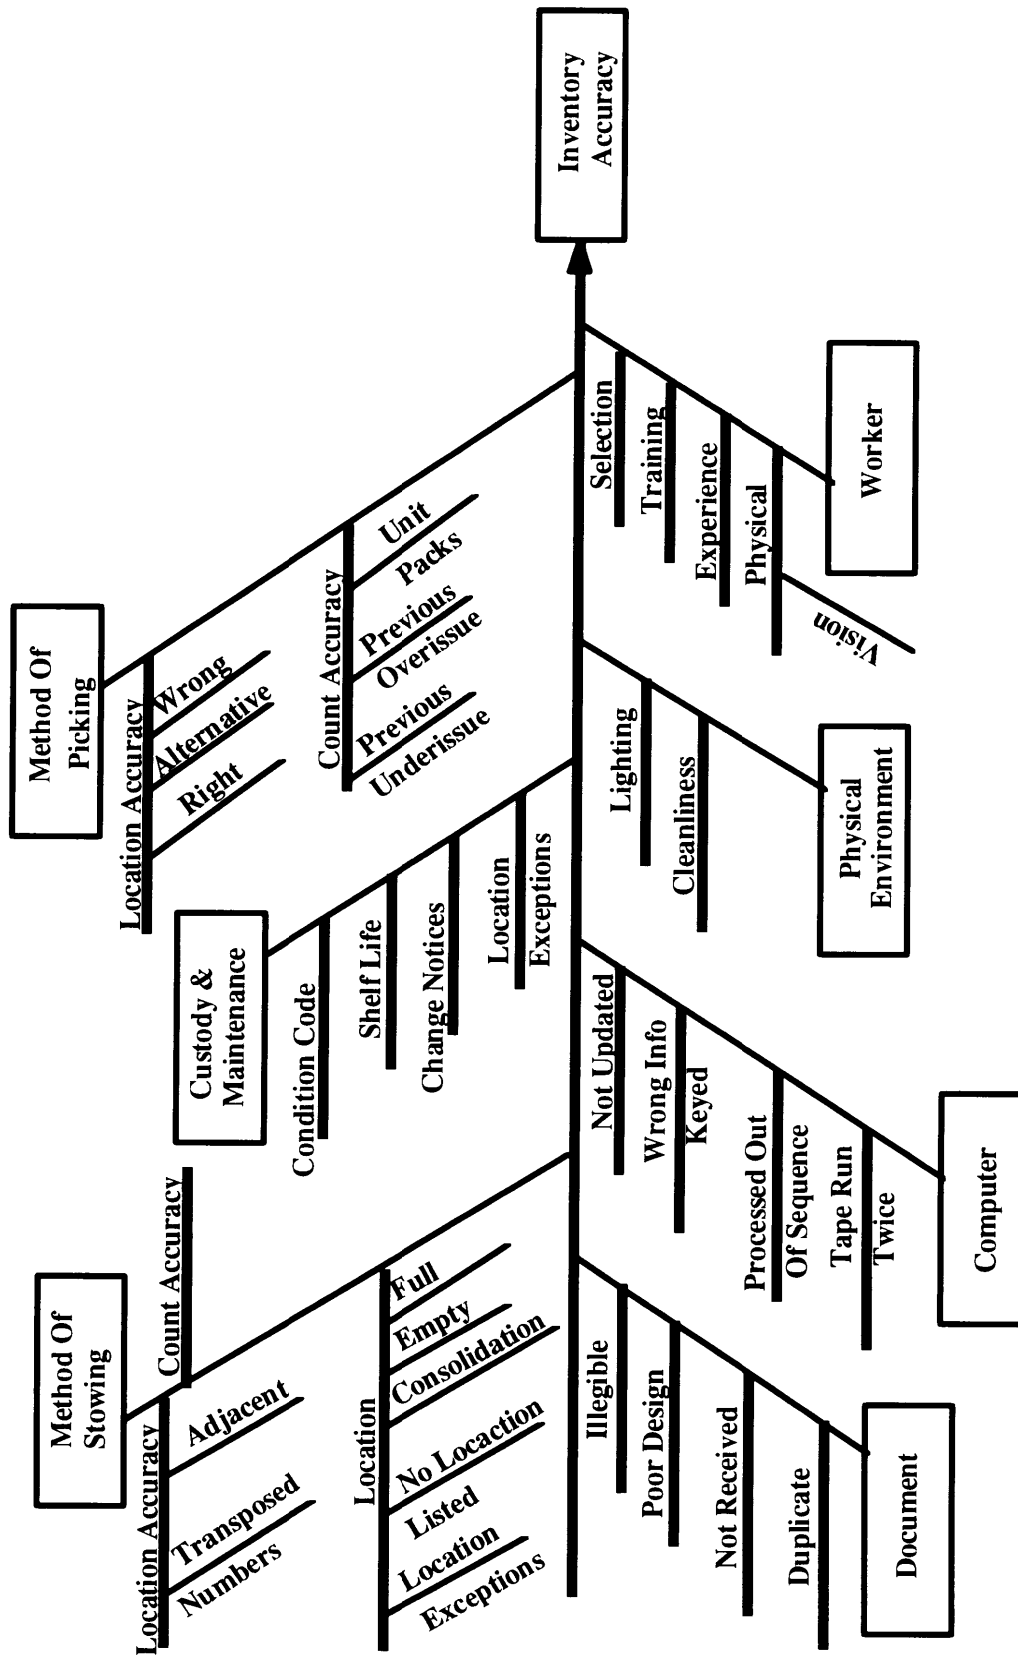 Method Of
Stowing
Location Accuracy
Adjacent
Transposed
Numbers
Count Accuracy
Location
Full
Empty
Consolidation
No Locaction
Listed
Location
Exceptions
Custody &
Maintenance
Condition Code
Shelf Life
Change Notices
Location
Exceptions
Method Of
Picking
Location Accuracy
Wrong
Alternative
Right
Count Accuracy
Unit
Packs
Previous
Overissue
Previous
Underissue
Inventory
Accuracy
Illegible
Poor Design
Not Received
Duplicate
Document
Not Updated
Wrong Info
Keyed
Processed Out
Of Sequence
Tape Run
Twice
Computer
Lighting
Cleanliness
Physical
Environment
Selection
Training
Experience
Physical
Vision
Worker